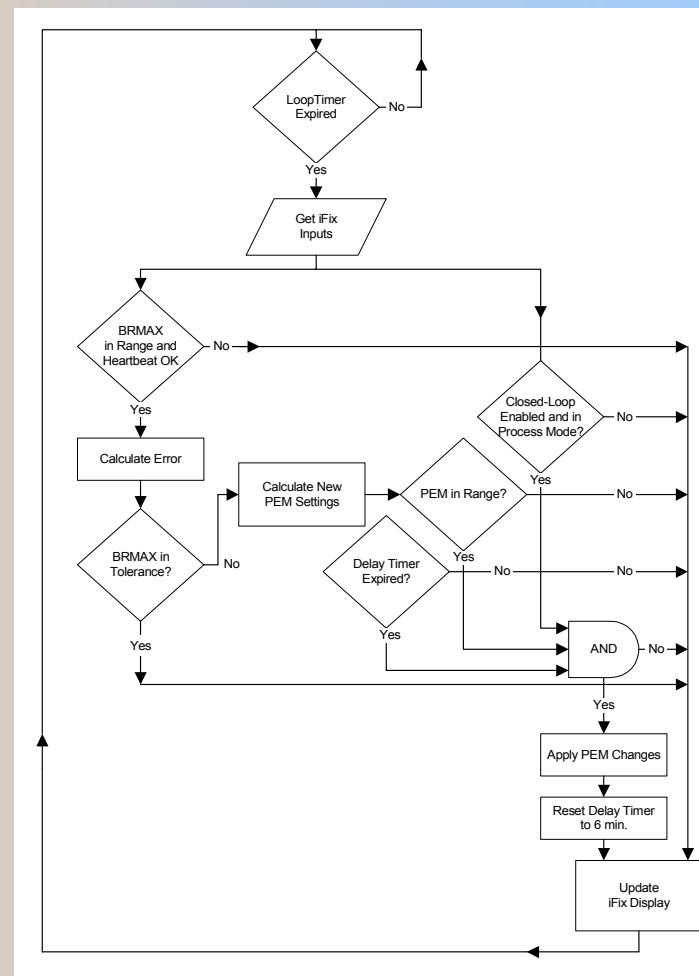 LoopTimer
Expired
No
Yes
Get iFix
Inputs
BRMAX
in Range and
Heartbeat OK
No
Closed-Loop
Enabled and in
Process Mode?
No
Yes
Calculate Error
Calculate New
PEM Settings
PEM in Range?
Yes
No
BRMAX in
Tolerance?
No
Delay Timer
Expired?
Yes
No
No
Yes
Yes
AND
No
Yes
Apply PEM Changes
Reset Delay Timer
to 6 min.
Update
iFix Display